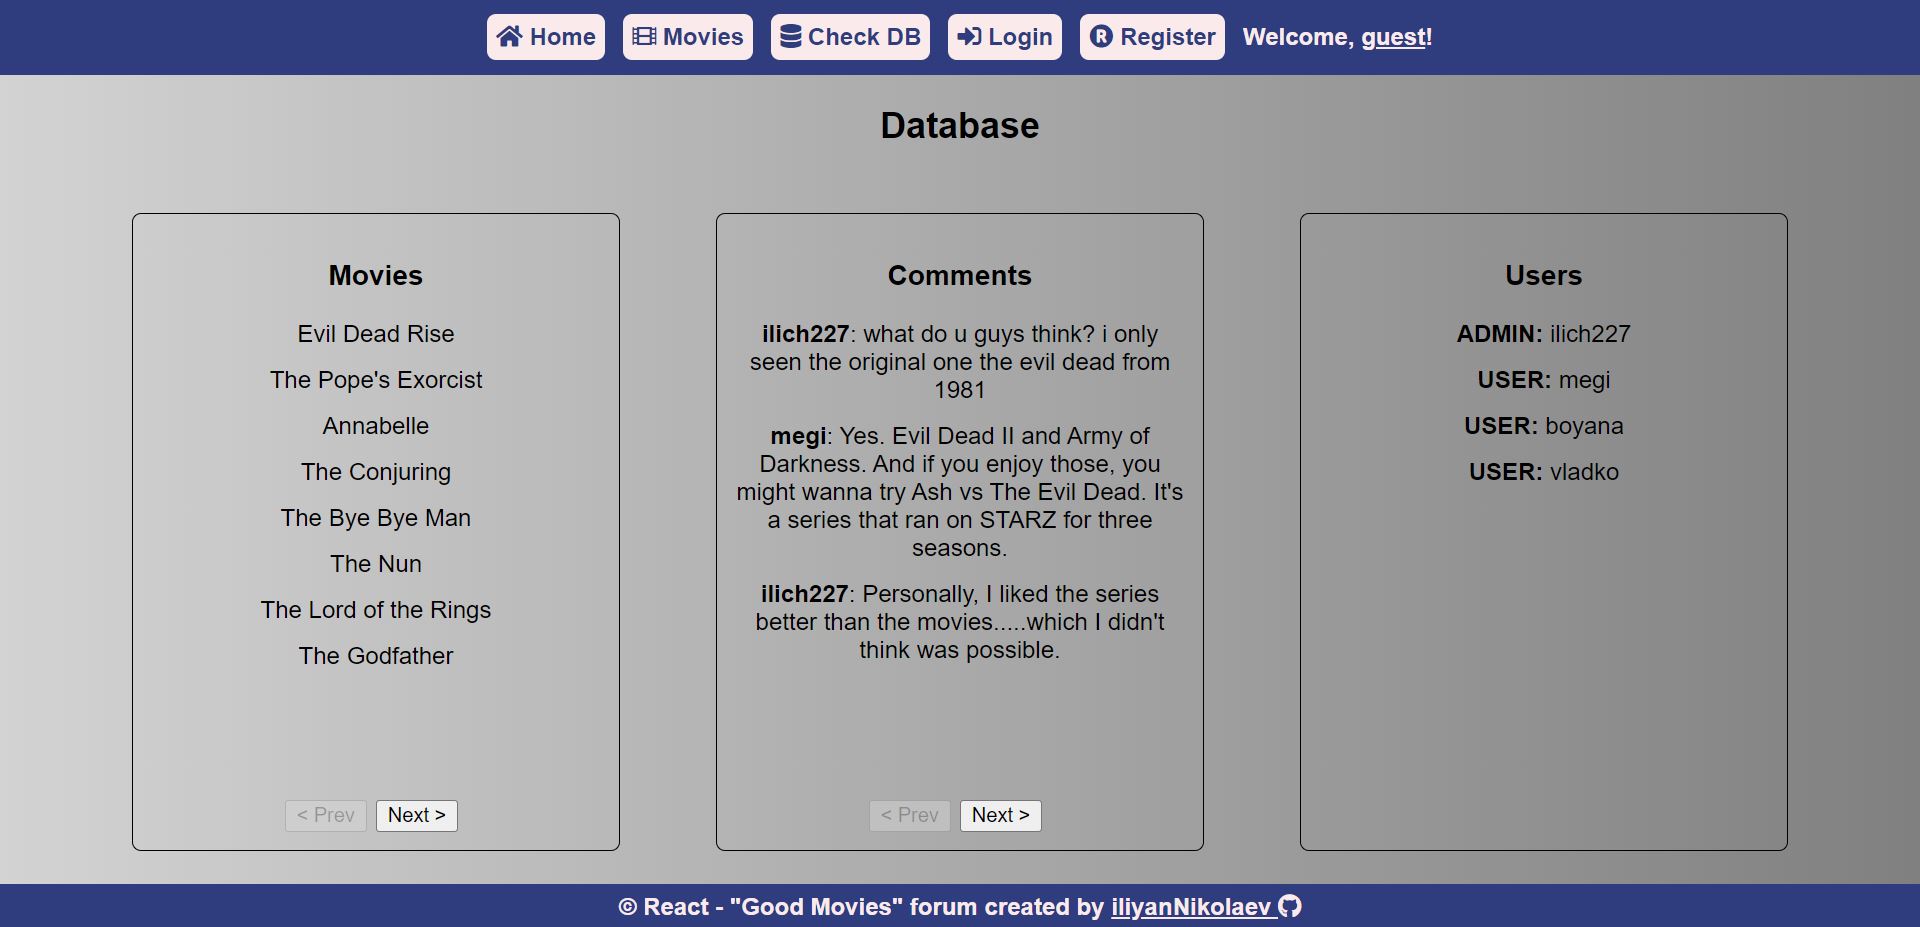 Home Movies Check DB Login Register Welcome, guest!
Database
Movies
Evil Dead Rise
The Pope's Exorcist
Annabelle
The Conjuring
The Bye Bye Man
The Nun
The Lord of the Rings
The Godfather
< Prev Next >
Comments
ilich227: what do u guys think? i only
seen the original one the evil dead from
1981
megi: Yes. Evil Dead II and Army of
Darkness. And if you enjoy those, you
might wanna try Ash vs The Evil Dead. It's
a series that ran on STARZ for three
seasons.
ilich227: Personally, I liked the series
better than the movies.....which I didn't
think was possible.
< Prev Next >
Users
ADMIN: ilich227
USER: megi
USER: boyana
USER: vladko
© React - "Good Movies" forum created by iliyanNikolaev